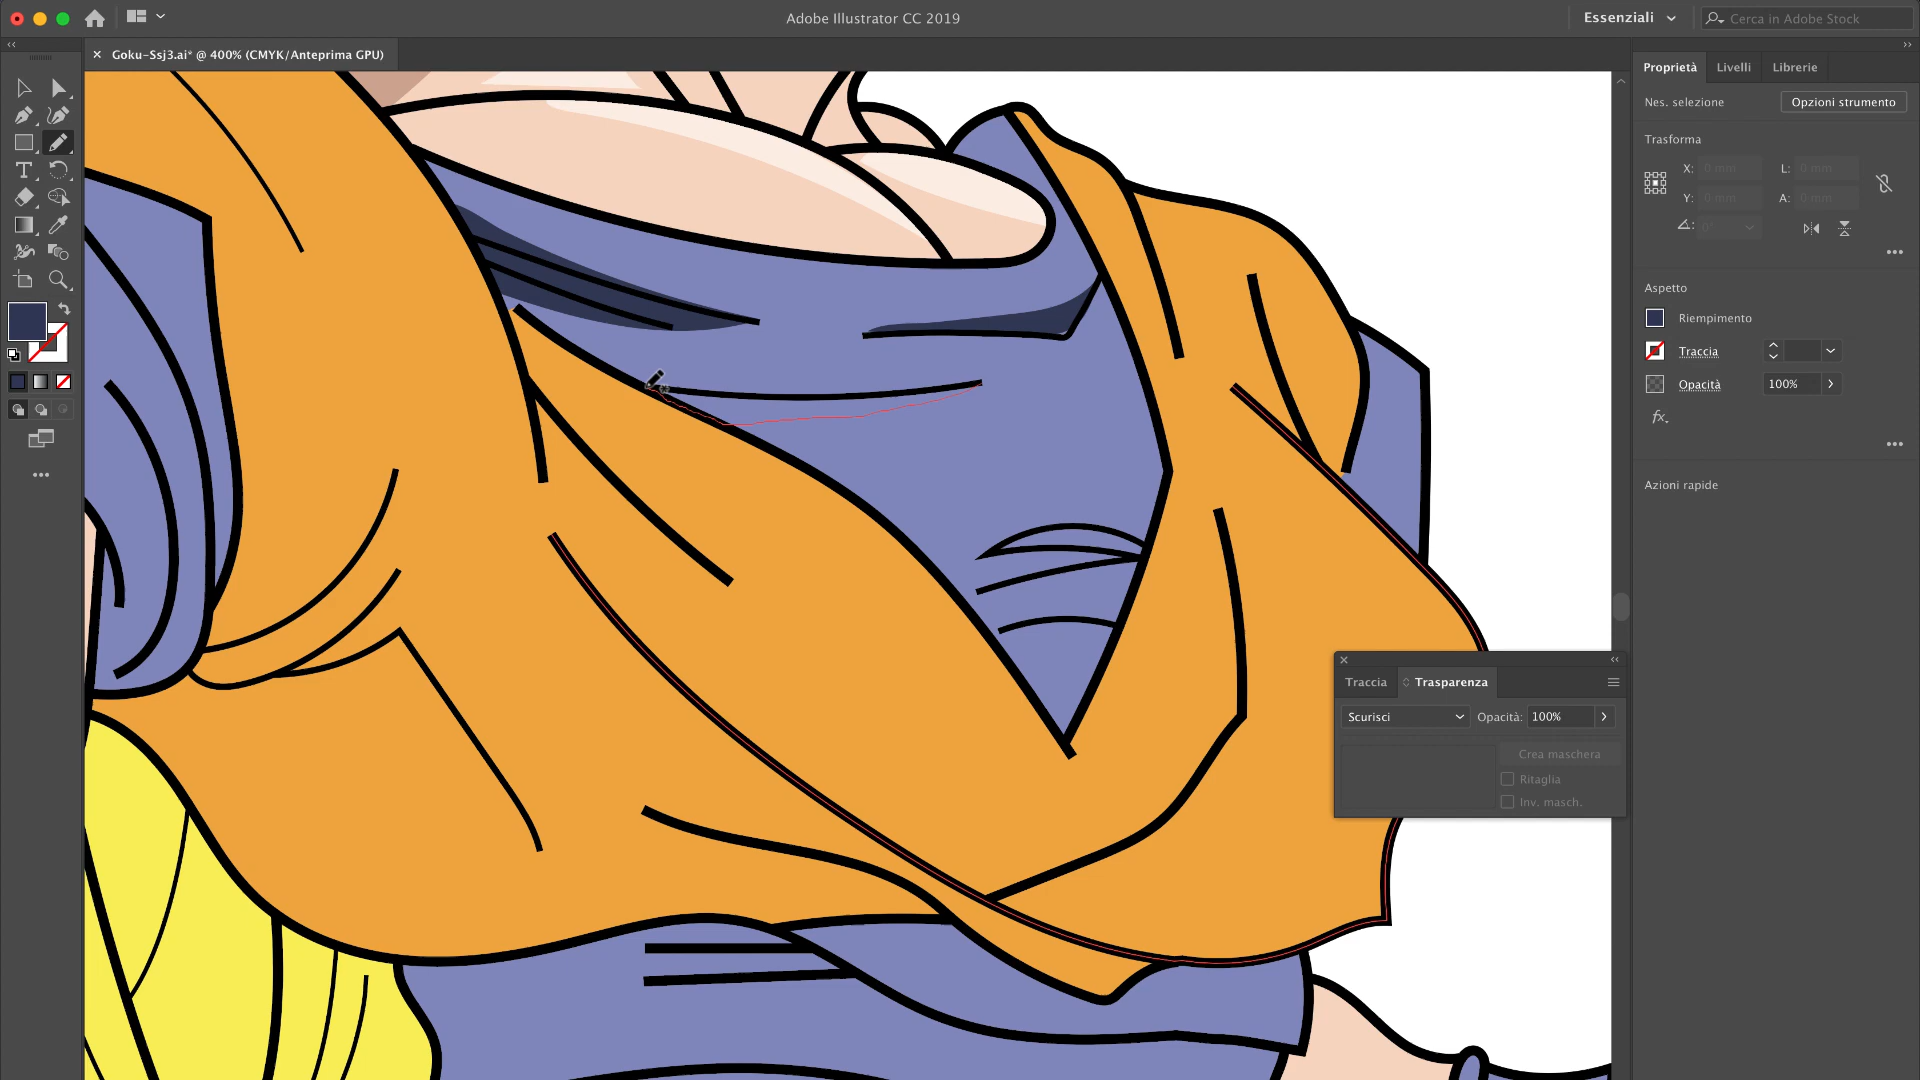 Adobe Illustrator CC 2019
Essenziali
Cerca in Adobe Stock
Goku-Ssj3.ai* @ 400% (CMYK/Anteprima GPU)
Proprietà Livelli Librerie
Nes. selezione
Opzioni strumento
Trasforma
X: 0 mm L: 0 mm
Y: 0 mm A: 0 mm
0°
Aspetto
Riempimento
Traccia
Opacità 100%
fx.
Azioni rapide
Traccia Trasparenza
Scurisci Opacità: 100%
Crea maschera
Ritaglia
Inv. masch.